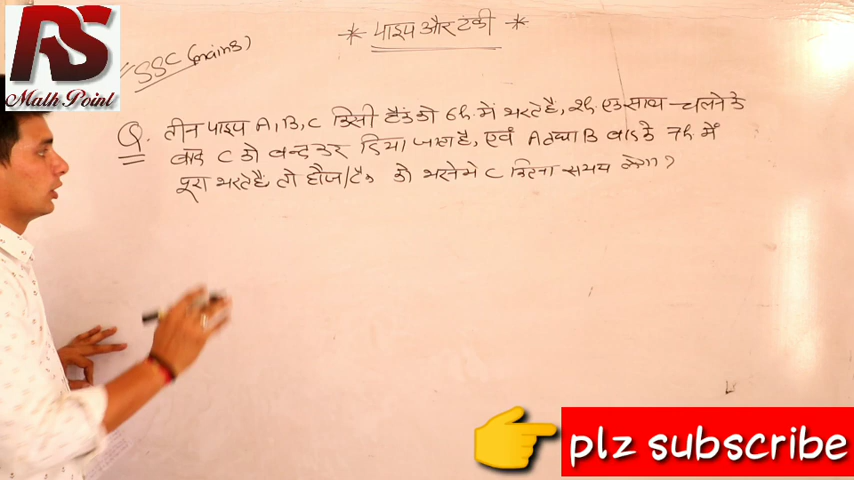 RS
Math Point
SSC (mains)
* पाइप और टंकी *
Q. तीन पाइप A, B, C किसी टैंक को 6h. में भरते हैं, 2h एक साथ चलने के
बाद C को बन्द कर दिया जाता है, एवं A तथा B बाद के 7h में
पूरा भरते हैं तो हौज/टैंक को भरने मे C कितना समय लेगा?
plz subscribe